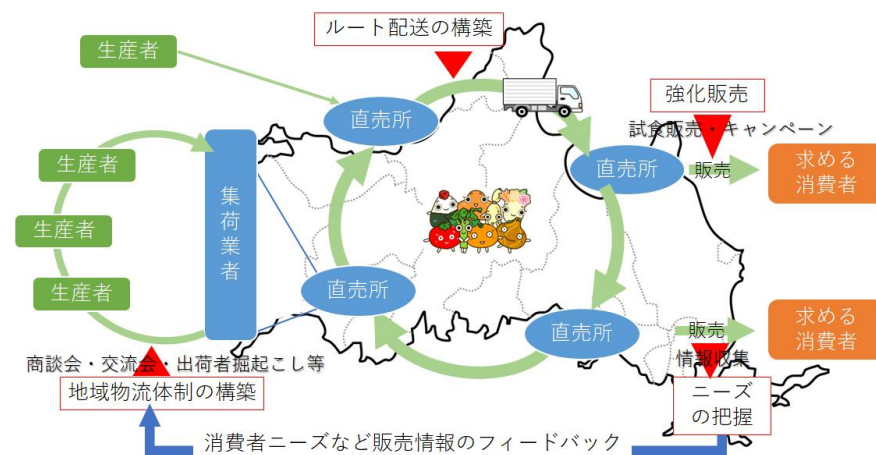 ルート配送の構築
生産者
強化販売
直売所
試食販売・キャンペーン
生産者
直売所
販売
求める
消費者
生産者
集荷業者
生産者
直売所
直売所
販売
求める
消費者
商談会・交流会・出荷者掘起こし等
情報収集
地域物流体制の構築
ニーズ
の把握
消費者ニーズなど販売情報のフィードバック